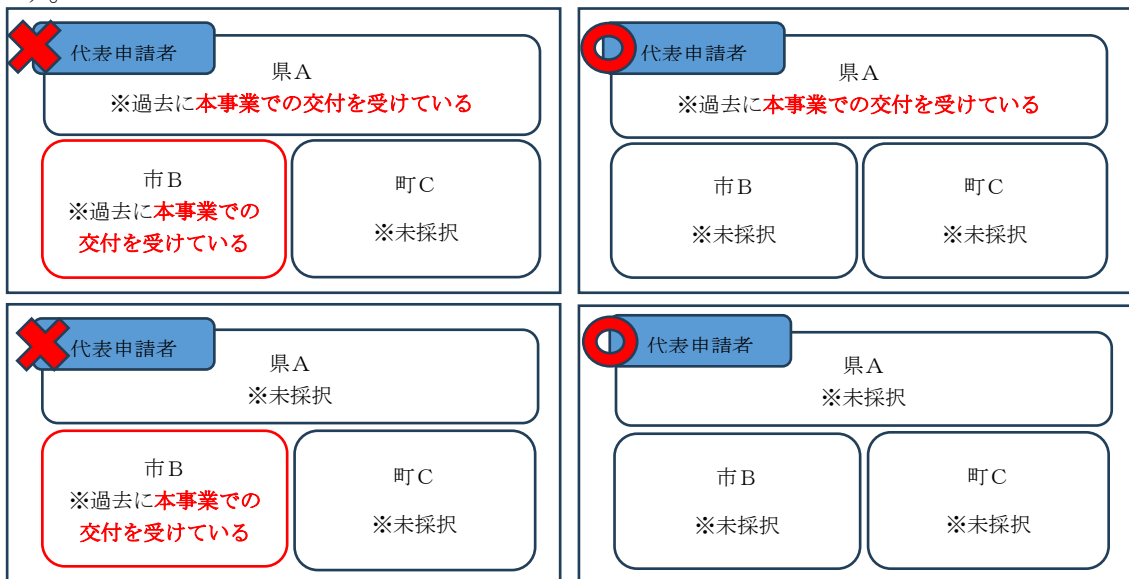 す。
代表申請者
県A
※過去に本事業での交付を受けている
市B
※過去に本事業での
交付を受けている
町C
※未採択
代表申請者
県A
※過去に本事業での交付を受けている
市B
※未採択
町C
※未採択
代表申請者
県A
※未採択
市B
※過去に本事業での
交付を受けている
町C
※未採択
代表申請者
県A
※未採択
市B
※未採択
町C
※未採択